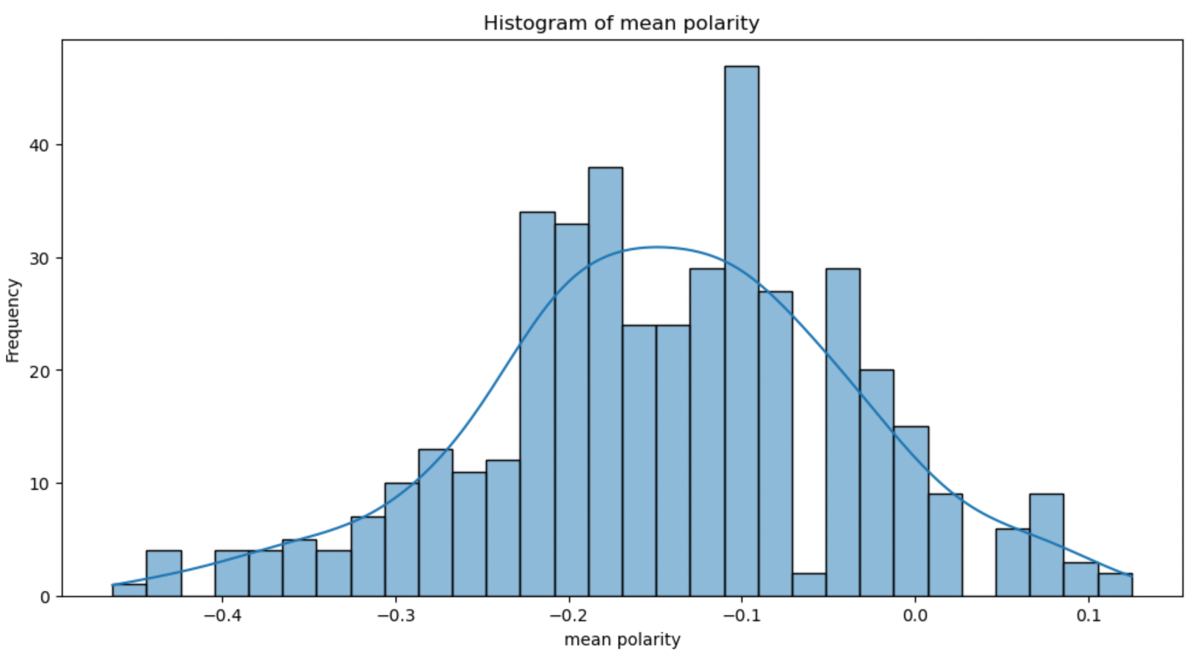 Histogram of mean polarity
Frequency
40
30
20
10
0
−0.4 −0.3 −0.2 −0.1 0.0 0.1
mean polarity